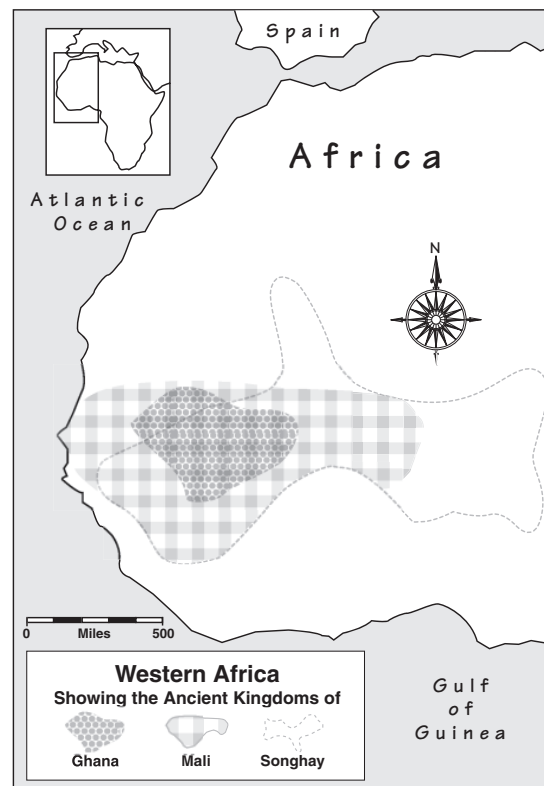 Spain
Africa
Atlantic
Ocean
N
0 Miles 500
Western Africa
Showing the Ancient Kingdoms of
Ghana Mali Songhay
Gulf
of
Guinea